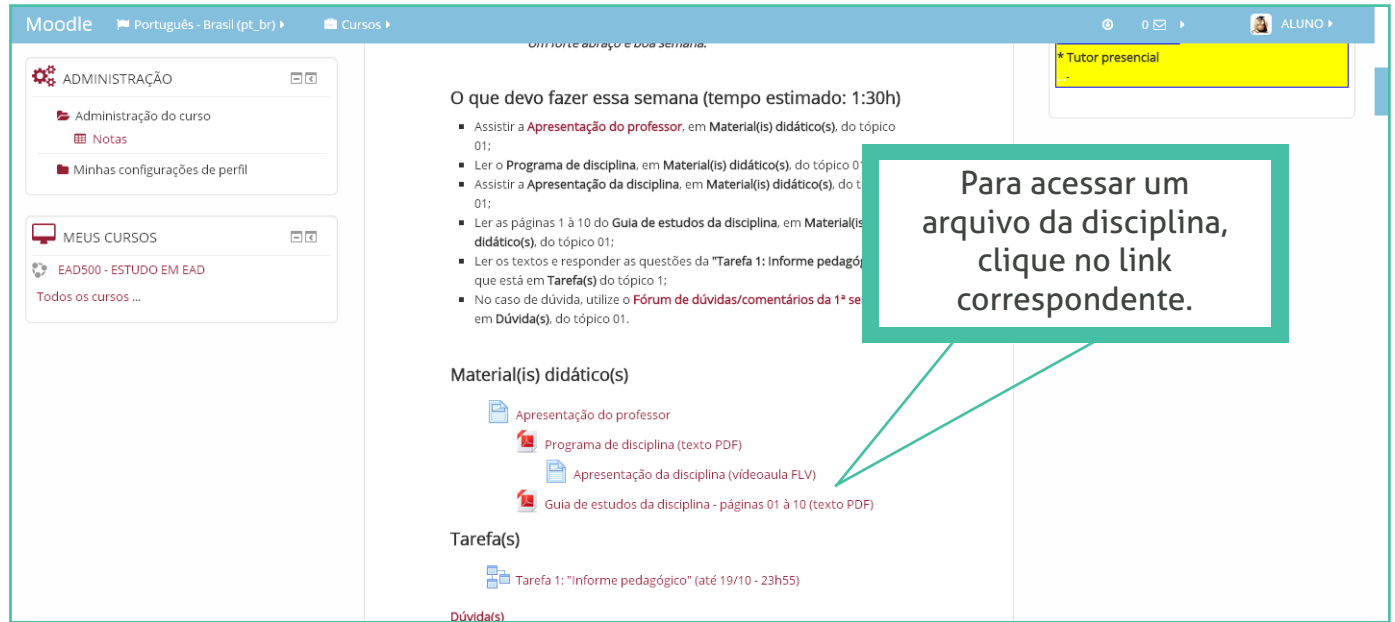 Moodle Português - Brasil (pt_br) Cursos 0 ALUNO
ADMINISTRAÇÃO
Administração do curso
Notas
Minhas configurações de perfil
MEUS CURSOS
EAD500 - ESTUDO EM EAD
Todos os cursos ...
Um forte abraço e boa semana.
O que devo fazer essa semana (tempo estimado: 1:30h)
Assistir a Apresentação do professor, em Material(is) didático(s), do tópico
01;
Ler o Programa de disciplina, em Material(is) didático(s), do tópico 01
Assistir a Apresentação da disciplina, em Material(is) didático(s), do t
01;
Ler as páginas 1 à 10 do Guia de estudos da disciplina, em Material(is
didático(s), do tópico 01;
Ler os textos e responder as questões da "Tarefa 1: Informe pedagóg
que está em Tarefa(s) do tópico 1;
No caso de dúvida, utilize o Fórum de dúvidas/comentários da 1ª se
em Dúvida(s), do tópico 01.
Material(is) didático(s)
Apresentação do professor
Programa de disciplina (texto PDF)
Apresentação da disciplina (vídeoaula FLV)
Guia de estudos da disciplina - páginas 01 à 10 (texto PDF)
Tarefa(s)
Tarefa 1: "Informe pedagógico" (até 19/10 - 23h55)
Dúvida(s)
* Tutor presencial
-
Para acessar um
arquivo da disciplina,
clique no link
correspondente.